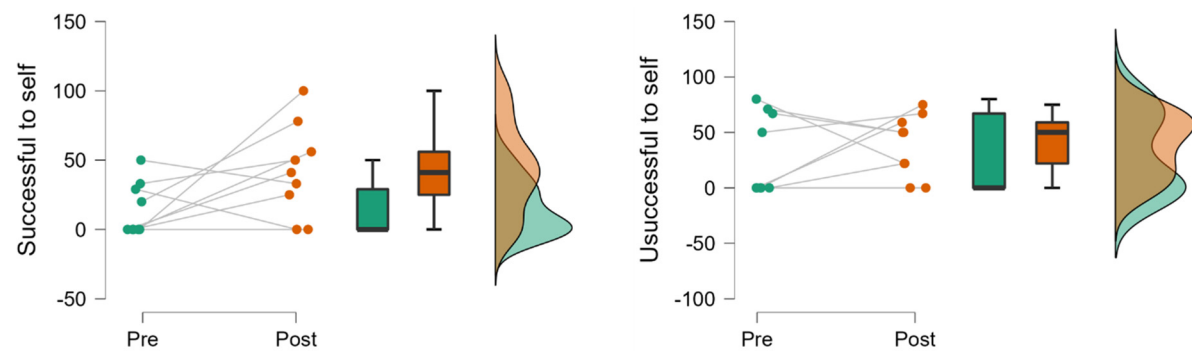 Successful to self
150
100
50
0
-50
Pre
Post
Usuccessful to self
150
100
50
0
-50
-100
Pre
Post